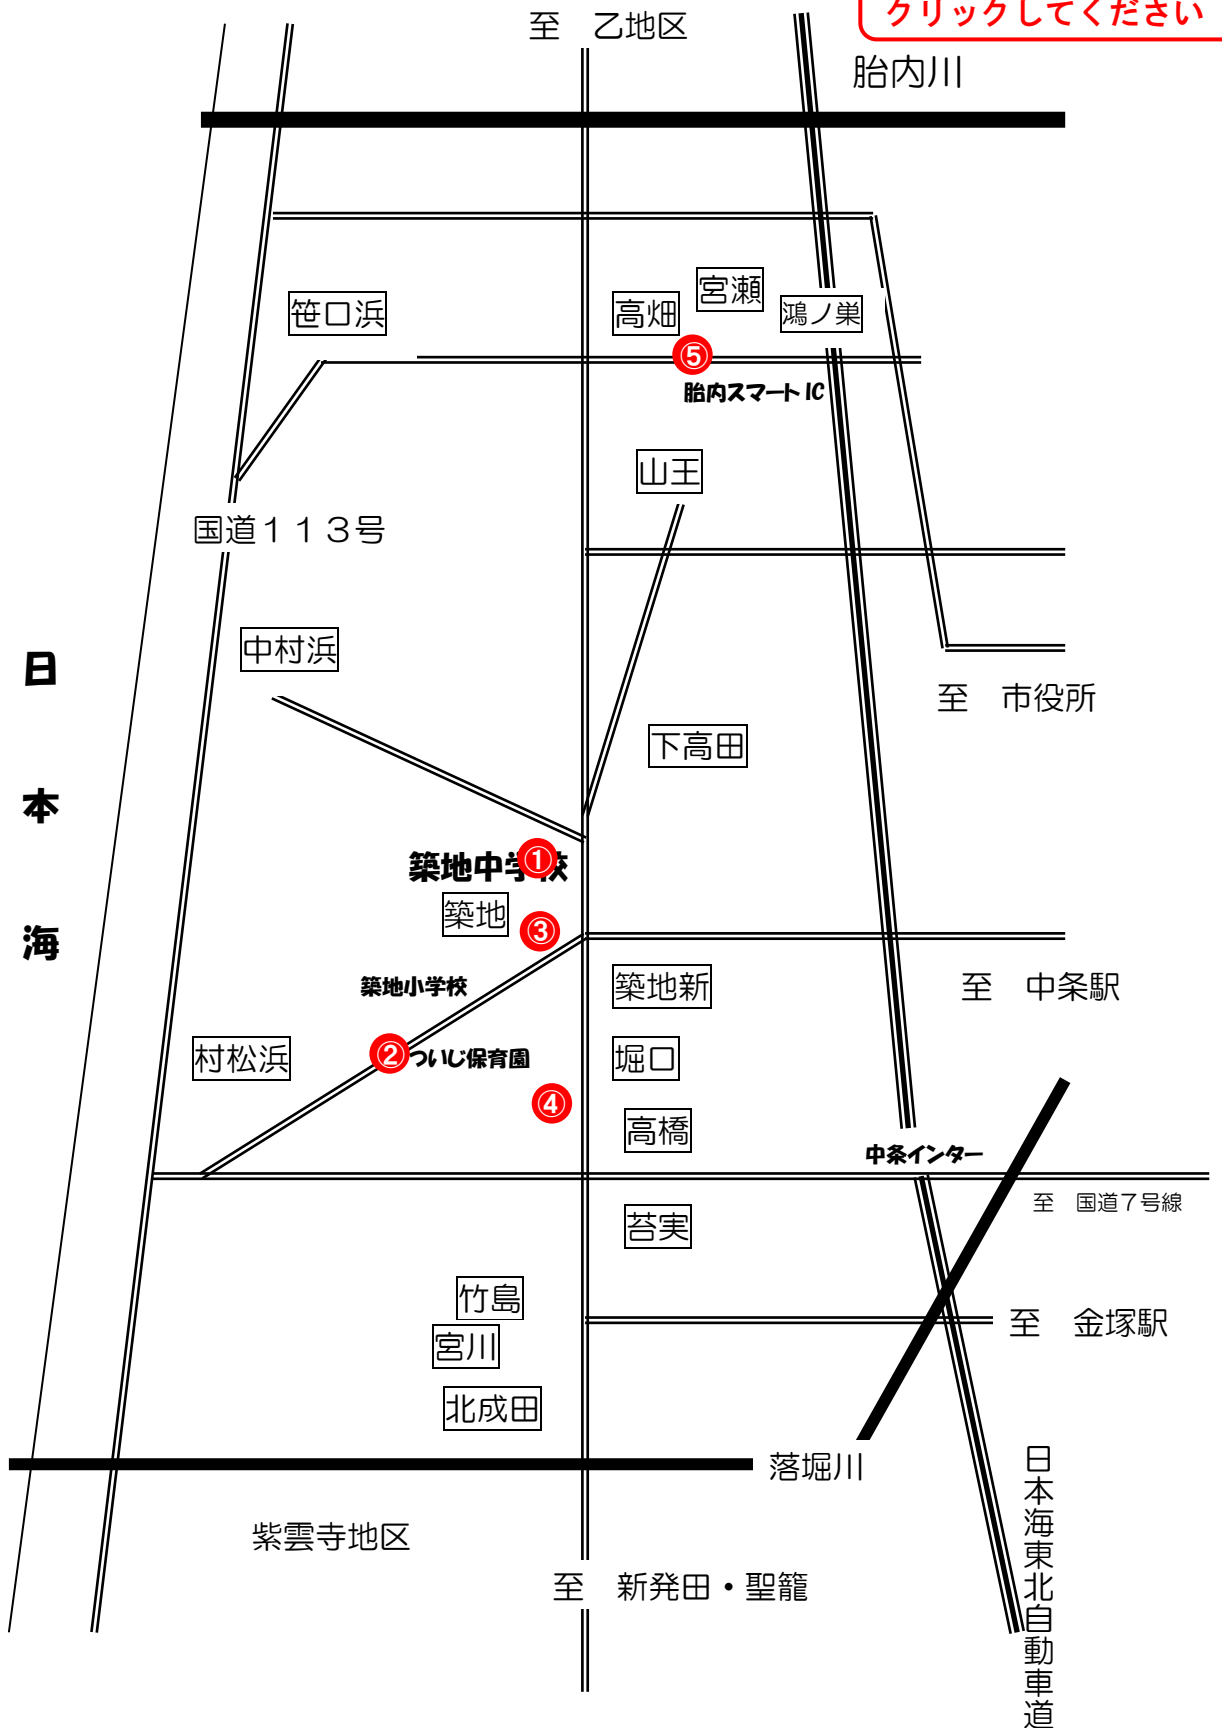 クリックしてください
至 乙地区
胎内川
宮瀬
高畑
笹口浜
鴻ノ巣
⑤
胎内スマートIC
山王
国道113号
中村浜
日本海
至 市役所
下高田
築地中学校
①
築地
③
築地小学校
築地新
至 中条駅
村松浜
②
ついじ保育園
堀口
④
高橋
中条インター
至 国道7号線
苔実
竹島
至 金塚駅
宮川
北成田
落堀川
日本海東北自動車道
紫雲寺地区
至 新発田・聖籠